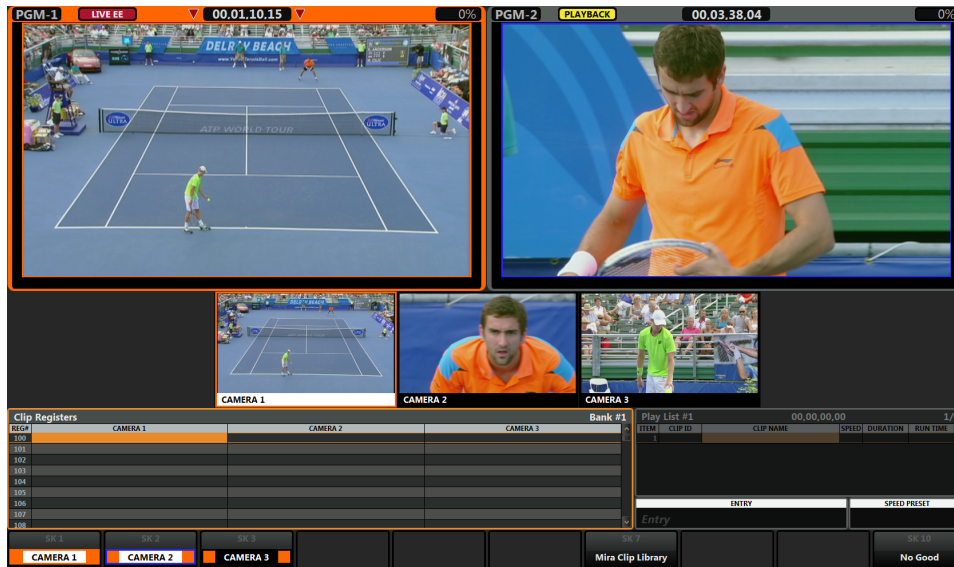 PGM-1 LIVE EE 00.01.10.15 0%
PGM-2 PLAYBACK 00.03.38.04 0%
DELRAY BEACH
ULTRA
ATP WORLD TOUR
ULTRA
DELRAY BEACH
CAMERA 1
CAMERA 2
CAMERA 3
Clip Registers Bank #1
REG# CAMERA 1 CAMERA 2 CAMERA 3
100
101
102
103
104
105
106
107
108
Play List #1 00,00,00,00 1/
ITEM CLIP ID CLIP NAME SPEED DURATION RUN TIME
1
ENTRY SPEED PRESET
Entry
SK 1 SK 2 SK 3 SK 7 SK 10
CAMERA 1 CAMERA 2 CAMERA 3 Mira Clip Library No Good